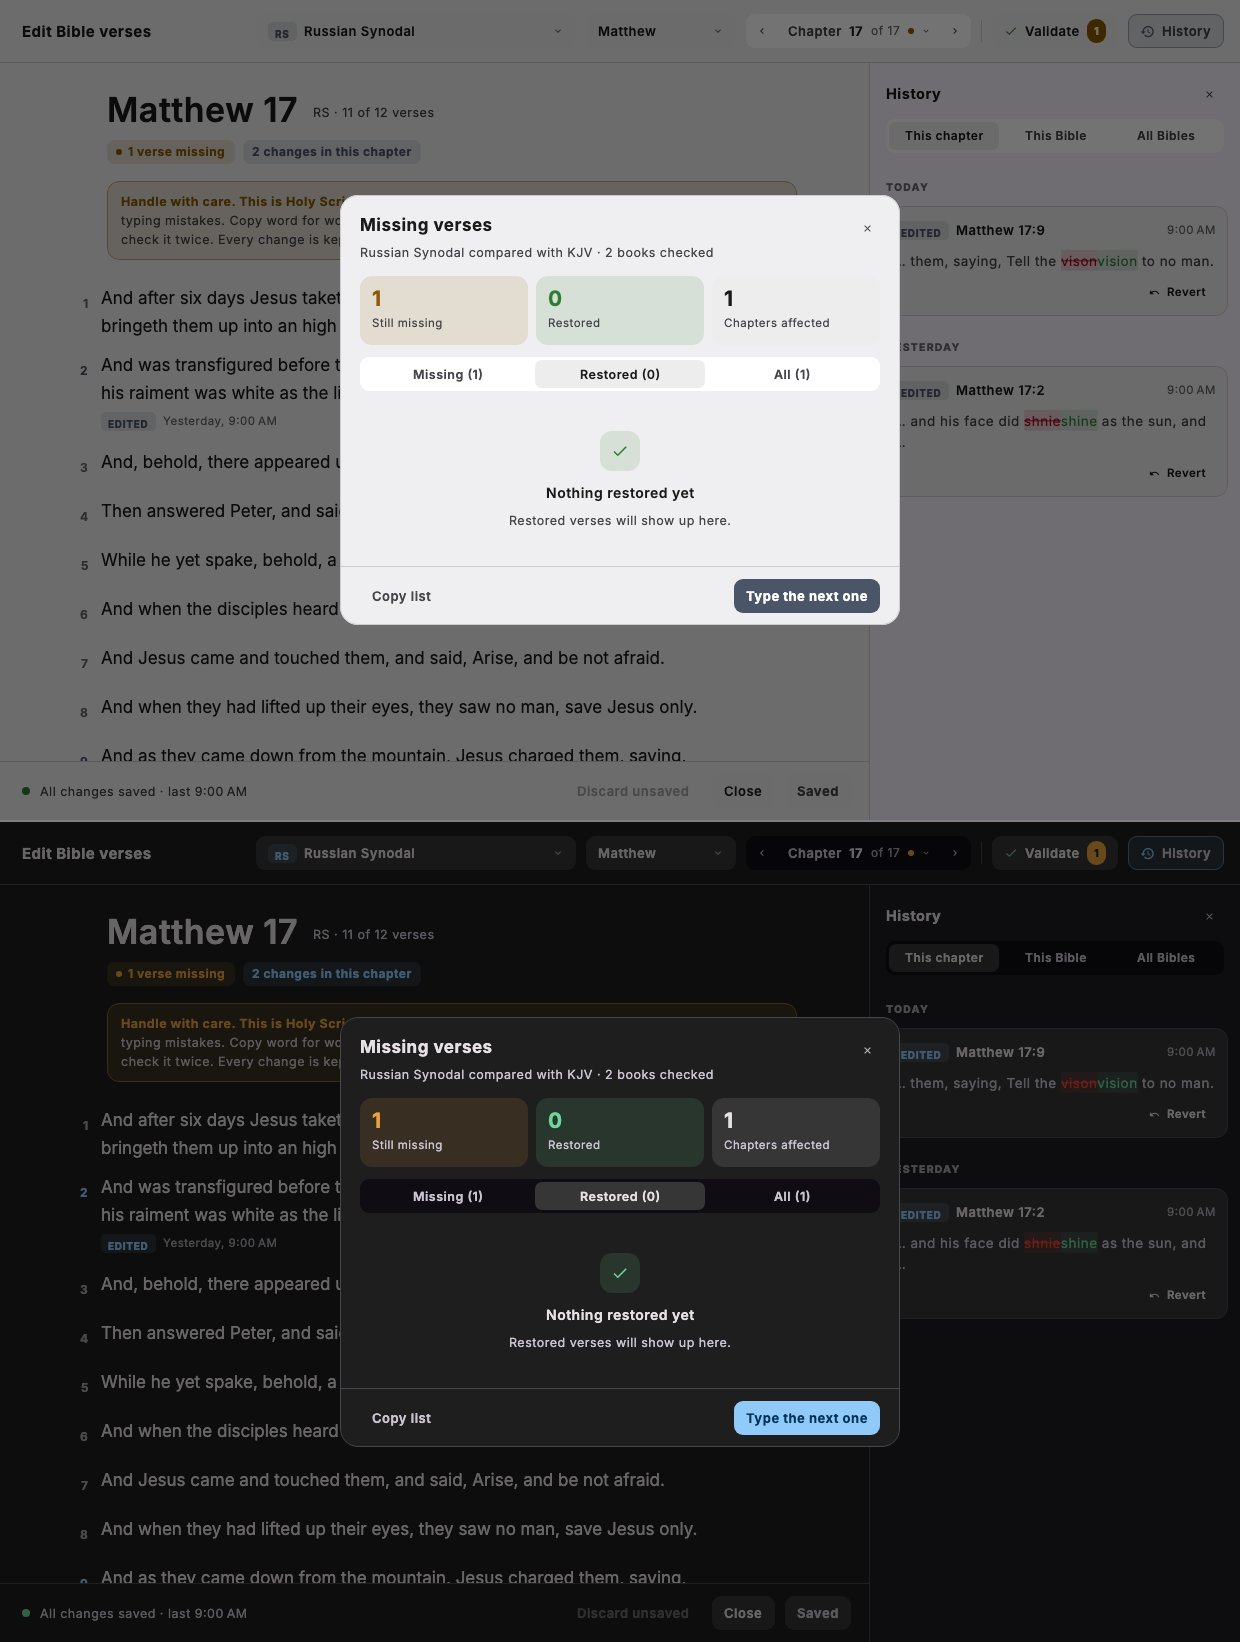 Edit Bible verses
RS Russian Synodal
Matthew
Chapter 17 of 17
Validate 1
History
Matthew 17 RS · 11 of 12 verses
1 verse missing
2 changes in this chapter
Handle with care. This is Holy
typing mistakes. Copy word for
check it twice. Every change is
1 And after six days Jesus
bringeth them up into an high
2 And was transfigured before
his raiment was white as the
EDITED Yesterday, 9:00 AM
3 And, behold, there appeared
4 Then answered Peter, and
5 While he yet spake, behold, a
6 And when the disciples heard
7 And Jesus came and touched them, and said, Arise, and be not afraid.
8 And when they had lifted up their eyes, they saw no man, save Jesus only.
And as they came down from the mountain, Jesus charged them, saying,
All changes saved · last 9:00 AM
Discard unsaved
Close
Saved
History
This chapter
This Bible
All Bibles
TODAY
EDITED Matthew 17:9 9:00 AM
them, saying, Tell the visonvision to no man.
Revert
EDITED Matthew 17:2 9:00 AM
and his face did shnieshine as the sun, and
Revert
Missing verses
Russian Synodal compared with KJV · 2 books checked
1
Still missing
0
Restored
1
Chapters affected
Missing (1)
Restored (0)
All (1)
Nothing restored yet
Restored verses will show up here.
Copy list
Type the next one
Edit Bible verses
RS Russian Synodal
Matthew
Chapter 17 of 17
Validate 1
History
Matthew 17 RS · 11 of 12 verses
1 verse missing
2 changes in this chapter
Handle with care. This is Holy
typing mistakes. Copy word for
check it twice. Every change is
1 And after six days Jesus
bringeth them up into an high
2 And was transfigured before
his raiment was white as the
EDITED Yesterday, 9:00 AM
3 And, behold, there appeared
4 Then answered Peter, and
5 While he yet spake, behold, a
6 And when the disciples heard
7 And Jesus came and touched them, and said, Arise, and be not afraid.
8 And when they had lifted up their eyes, they saw no man, save Jesus only.
And as they came down from the mountain, Jesus charged them, saying,
All changes saved · last 9:00 AM
Discard unsaved
Close
Saved
History
This chapter
This Bible
All Bibles
TODAY
EDITED Matthew 17:9 9:00 AM
them, saying, Tell the visonvision to no man.
Revert
EDITED Matthew 17:2 9:00 AM
and his face did shnieshine as the sun, and
Revert
Missing verses
Russian Synodal compared with KJV · 2 books checked
1
Still missing
0
Restored
1
Chapters affected
Missing (1)
Restored (0)
All (1)
Nothing restored yet
Restored verses will show up here.
Copy list
Type the next one